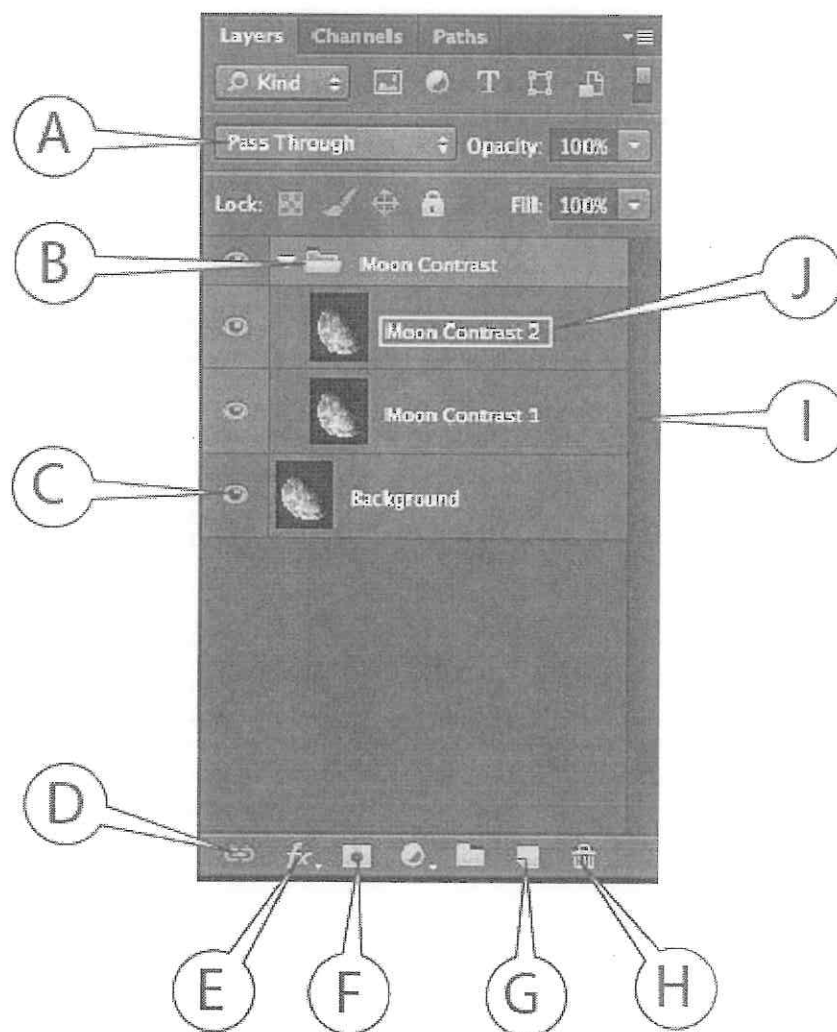 Layers Channels Paths
Kind T
A
Pass Through Opacity: 100%
Lock: Fill: 100%
B
Moon Contrast
J
Moon Contrast 2
Moon Contrast 1
I
C
Background
D
fx
E
F
G
H